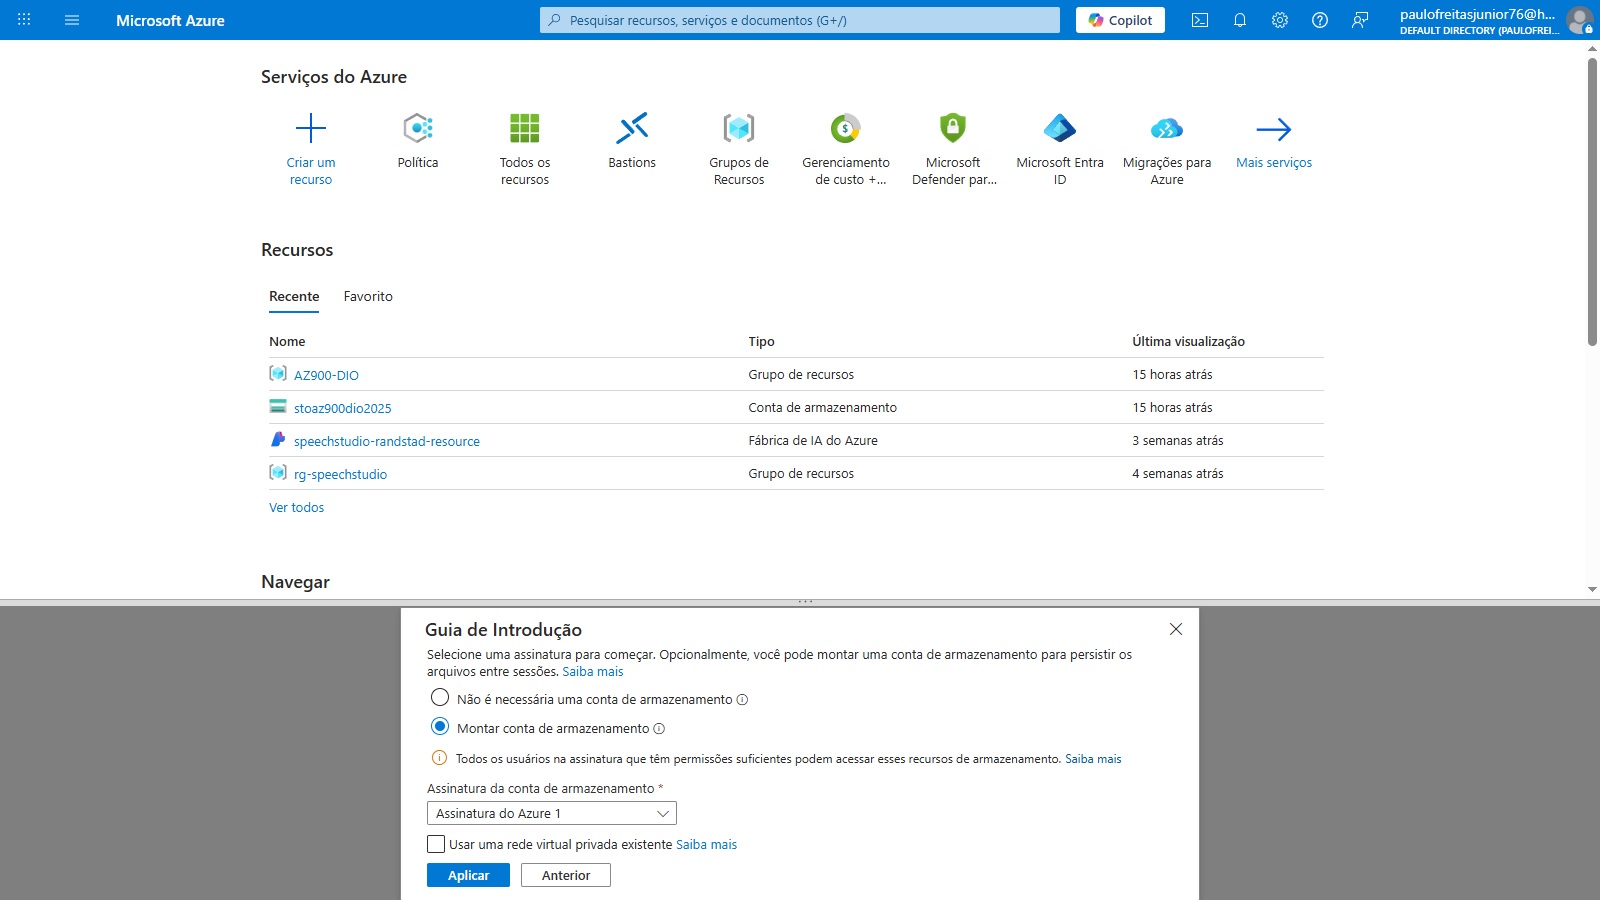 Microsoft Azure
Pesquisar recursos, serviços e documentos (G+/)
Copilot
paulofreitasjunior76@h...
DEFAULT DIRECTORY (PAULOFREI...
Serviços do Azure
Criar um recurso
Política
Todos os recursos
Bastions
Grupos de Recursos
Gerenciamento de custo +...
Microsoft Defender par...
Microsoft Entra ID
Migrações para Azure
Mais serviços
Recursos
Recente Favorito
Nome Tipo Última visualização
AZ900-DIO Grupo de recursos 15 horas atrás
stoaz900dio2025 Conta de armazenamento 15 horas atrás
speechstudio-randstad-resource Fábrica de IA do Azure 3 semanas atrás
rg-speechstudio Grupo de recursos 4 semanas atrás
Ver todos
Navegar
Guia de Introdução
Selecione uma assinatura para começar. Opcionalmente, você pode montar uma conta de armazenamento para persistir os
arquivos entre sessões. Saiba mais
Não é necessária uma conta de armazenamento
Montar conta de armazenamento
Todos os usuários na assinatura que têm permissões suficientes podem acessar esses recursos de armazenamento. Saiba mais
Assinatura da conta de armazenamento *
Assinatura do Azure 1
Usar uma rede virtual privada existente Saiba mais
Aplicar Anterior